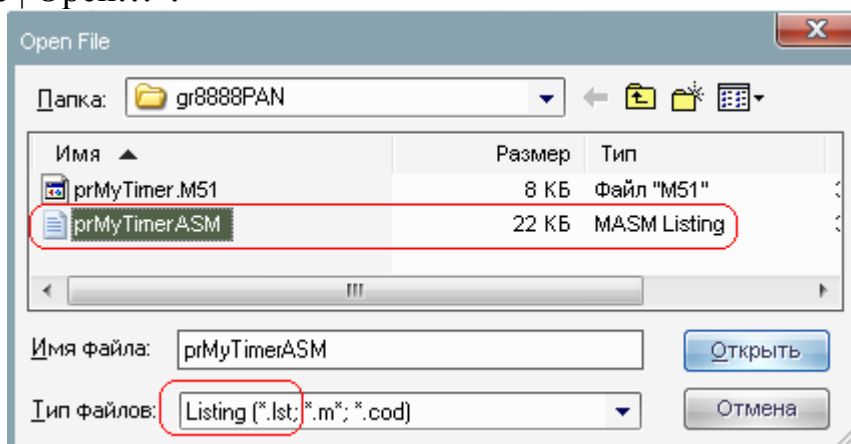 | Open... .
Open File
Папка: gr8888PAN
Имя Размер Тип
prMyTimer.M51 8 КБ Файл "M51"
prMyTimerASM 22 КБ MASM Listing
Имя файла: prMyTimerASM Открыть
Тип файлов: Listing (*.lst; *.m*; *.cod) Отмена